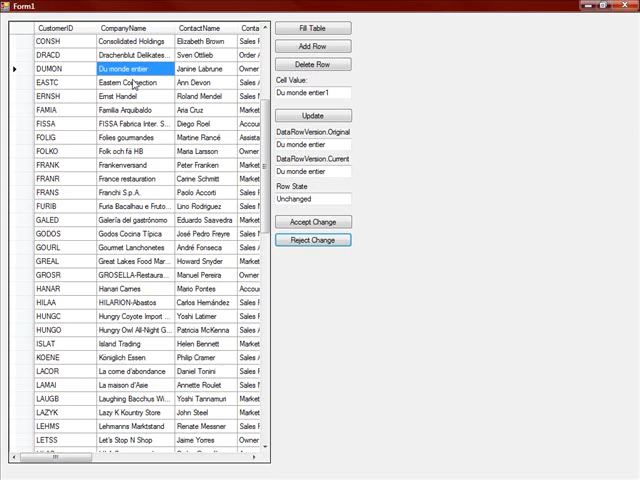 Form1
CustomerID CompanyName ContactName Conta
CONSH Consolidated Holdings Elizabeth Brown Sales F
DRACD Drachenblut Delikates... Sven Ottlieb Order A
DUMON Du monde entier Janine Labrune Owner
EASTC Eastern Connection Ann Devon Sales A
ERNSH Ernst Handel Roland Mendel Sales M
FAMIA Familia Arquibaldo Aria Cruz Market
FISSA FISSA Fabrica Inter. S... Diego Roel Accou
FOLIG Folies gourmandes Martine Rancé Assista
FOLKO Folk och fä HB Maria Larsson Owner
FRANK Frankenversand Peter Franken Market
FRANR France restauration Carine Schmitt Market
FRANS Franchi S.p.A. Paolo Accorti Sales F
FURIB Furia Bacalhau e Fruto... Lino Rodriguez Sales M
GALED Galería del gastrónomo Eduardo Saavedra Market
GODOS Godos Cocina Típica José Pedro Freyre Sales M
GOURL Gourmet Lanchonetes André Fonseca Sales A
GREAL Great Lakes Food Mar... Howard Snyder Market
GROSR GROSELLA-Restaura... Manuel Pereira Owner
HANAR Hanari Carnes Mario Pontes Accou
HILAA HILARION-Abastos Carlos Hernández Sales F
HUNGC Hungry Coyote Import ... Yoshi Latimer Sales F
HUNGO Hungry Owl All-Night G... Patricia McKenna Sales A
ISLAT Island Trading Helen Bennett Market
KOENE Königlich Essen Philip Cramer Sales A
LACOR La corne d'abondance Daniel Tonini Sales F
LAMAI La maison d'Asie Annette Roulet Sales M
LAUGB Laughing Bacchus Wi... Yoshi Tannamuri Market
LAZYK Lazy K Kountry Store John Steel Market
LEHMS Lehmanns Marktstand Renate Messner Sales F
LETSS Let's Stop N Shop Jaime Yorres Owner
Fill Table
Add Row
Delete Row
Cell Value:
Du monde entier1
Update
DataRowVersion.Original
Du monde entier
DataRowVersion.Current
Du monde entier
Row State
Unchanged
Accept Change
Reject Change